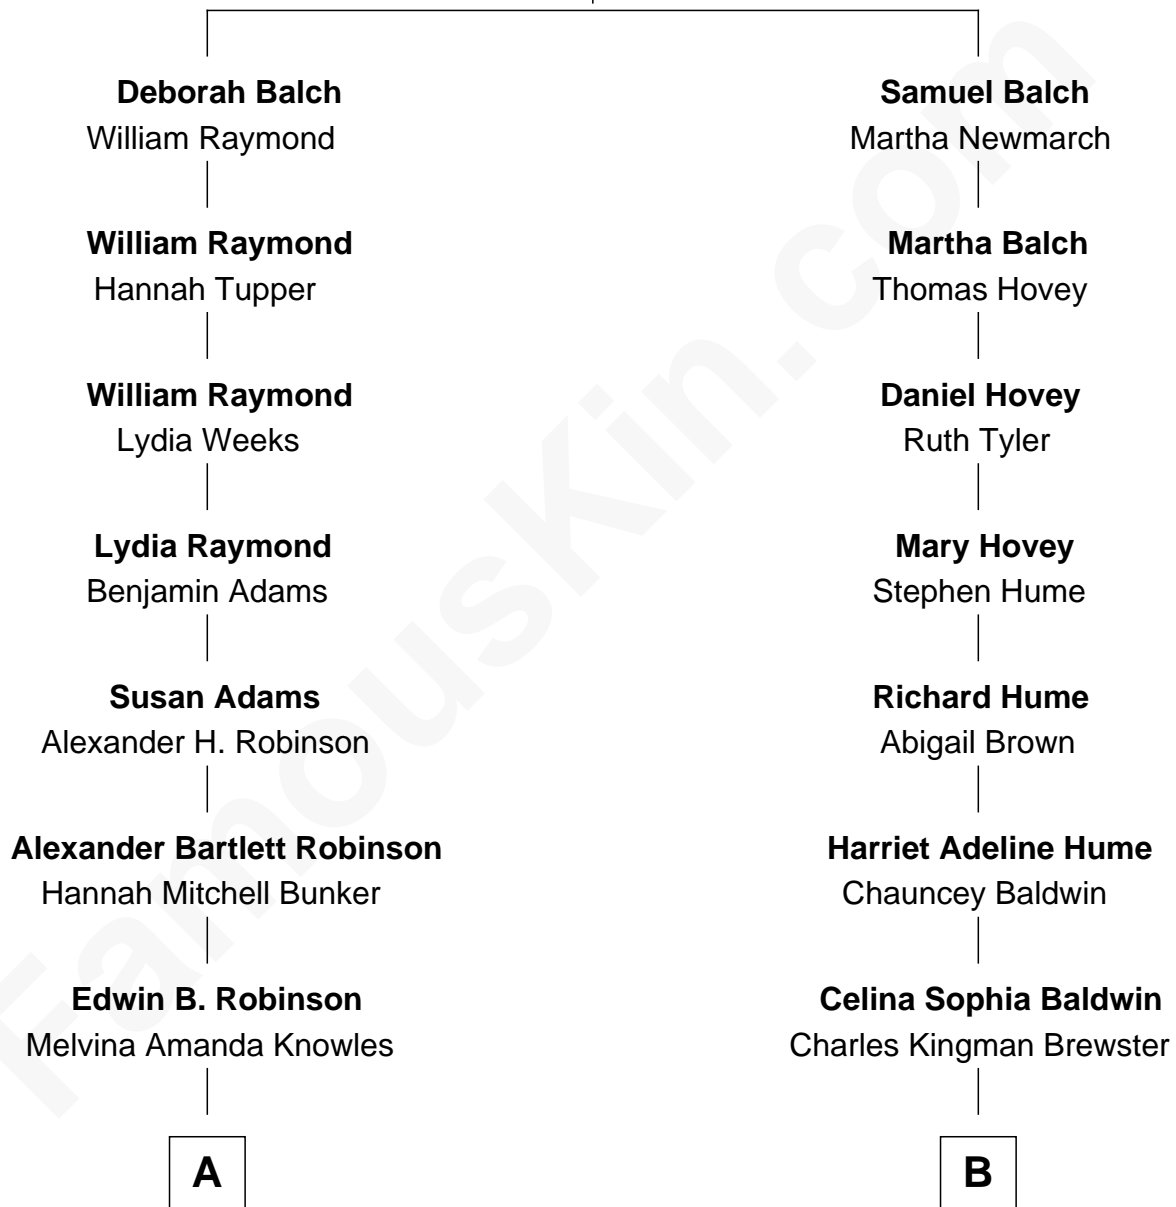 Deborah Balch
William Raymond
William Raymond
Hannah Tupper
William Raymond
Lydia Weeks
Lydia Raymond
Benjamin Adams
Susan Adams
Alexander H. Robinson
Alexander Bartlett Robinson
Hannah Mitchell Bunker
Edwin B. Robinson
Melvina Amanda Knowles
A
Samuel Balch
Martha Newmarch
Martha Balch
Thomas Hovey
Daniel Hovey
Ruth Tyler
Mary Hovey
Stephen Hume
Richard Hume
Abigail Brown
Harriet Adeline Hume
Chauncey Baldwin
Celina Sophia Baldwin
Charles Kingman Brewster
B
FamousKin.com